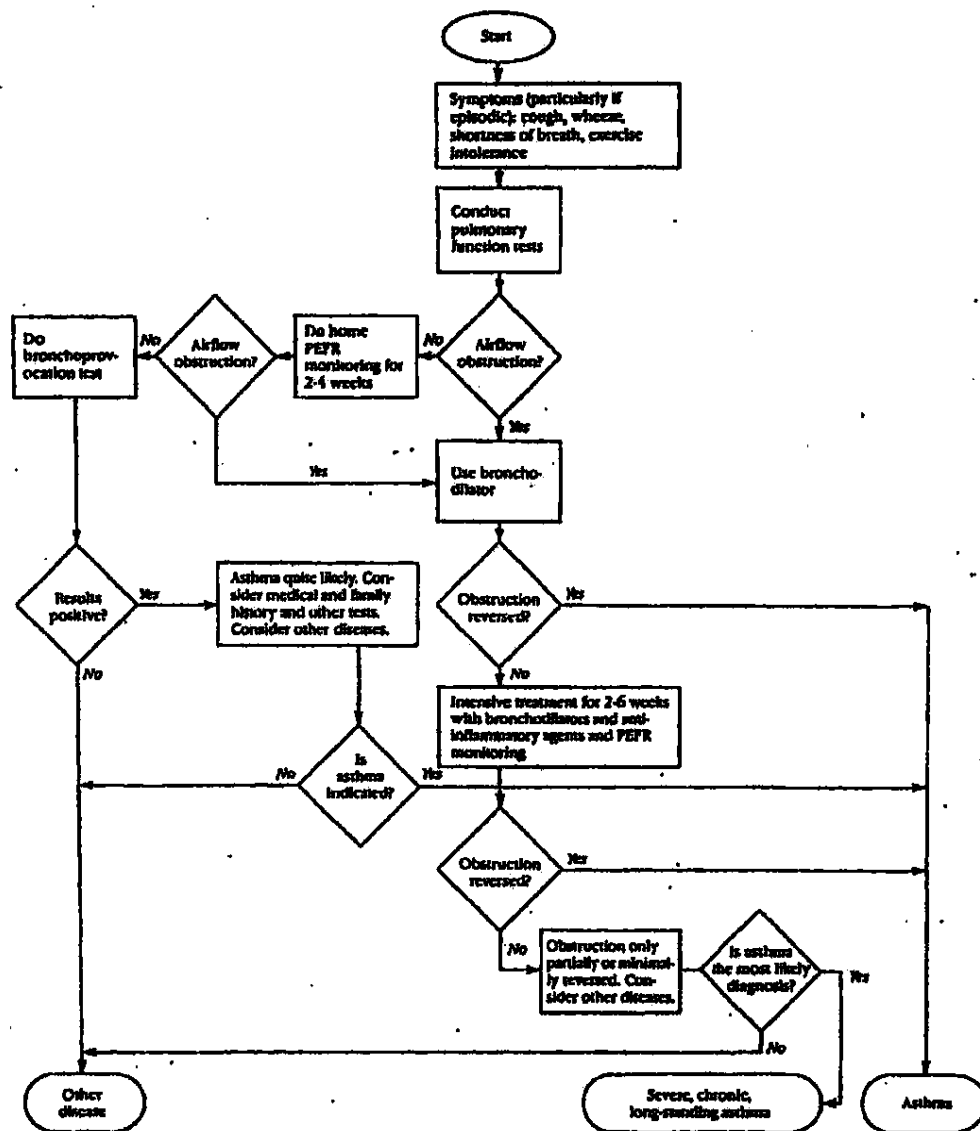 Start
Symptoms (particularly if
episodic): cough, wheeze,
shortness of breath, exercise
intolerance
Conduct
pulmonary
function tests
Airflow
obstruction?
No
Do home
PEFR
monitoring for
2-4 weeks
Airflow
obstruction?
No
Do
bronchoprov-
ocation test
Yes
Yes
Use broncho-
dilator
Results
positive?
Yes
Asthma quite likely. Con-
sider medical and family
history and other tests.
Consider other diseases.
Obstruction
reversed?
Yes
No
No
Intensive treatment for 2-6 weeks
with bronchodilators and anti-
inflammatory agents and PEFR
monitoring
No
Is
asthma
indicated?
Yes
Obstruction
reversed?
Yes
No
Obstruction only
partially or minimal-
ly reversed. Con-
sider other diseases.
Is asthma
the most likely
diagnosis?
Yes
No
Other
disease
Severe, chronic,
long-standing asthma
Asthma